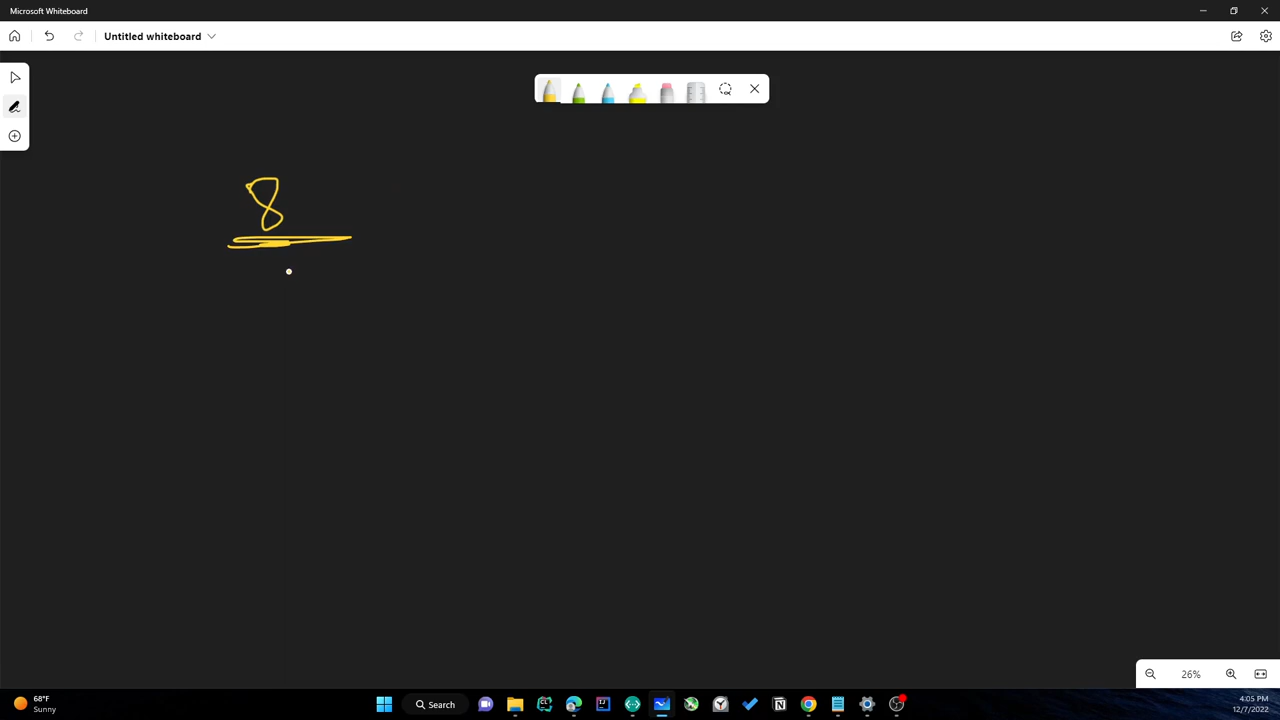 Microsoft Whiteboard
Untitled whiteboard
8
26%
68°F
Sunny
Search
4:05 PM
12/7/2022